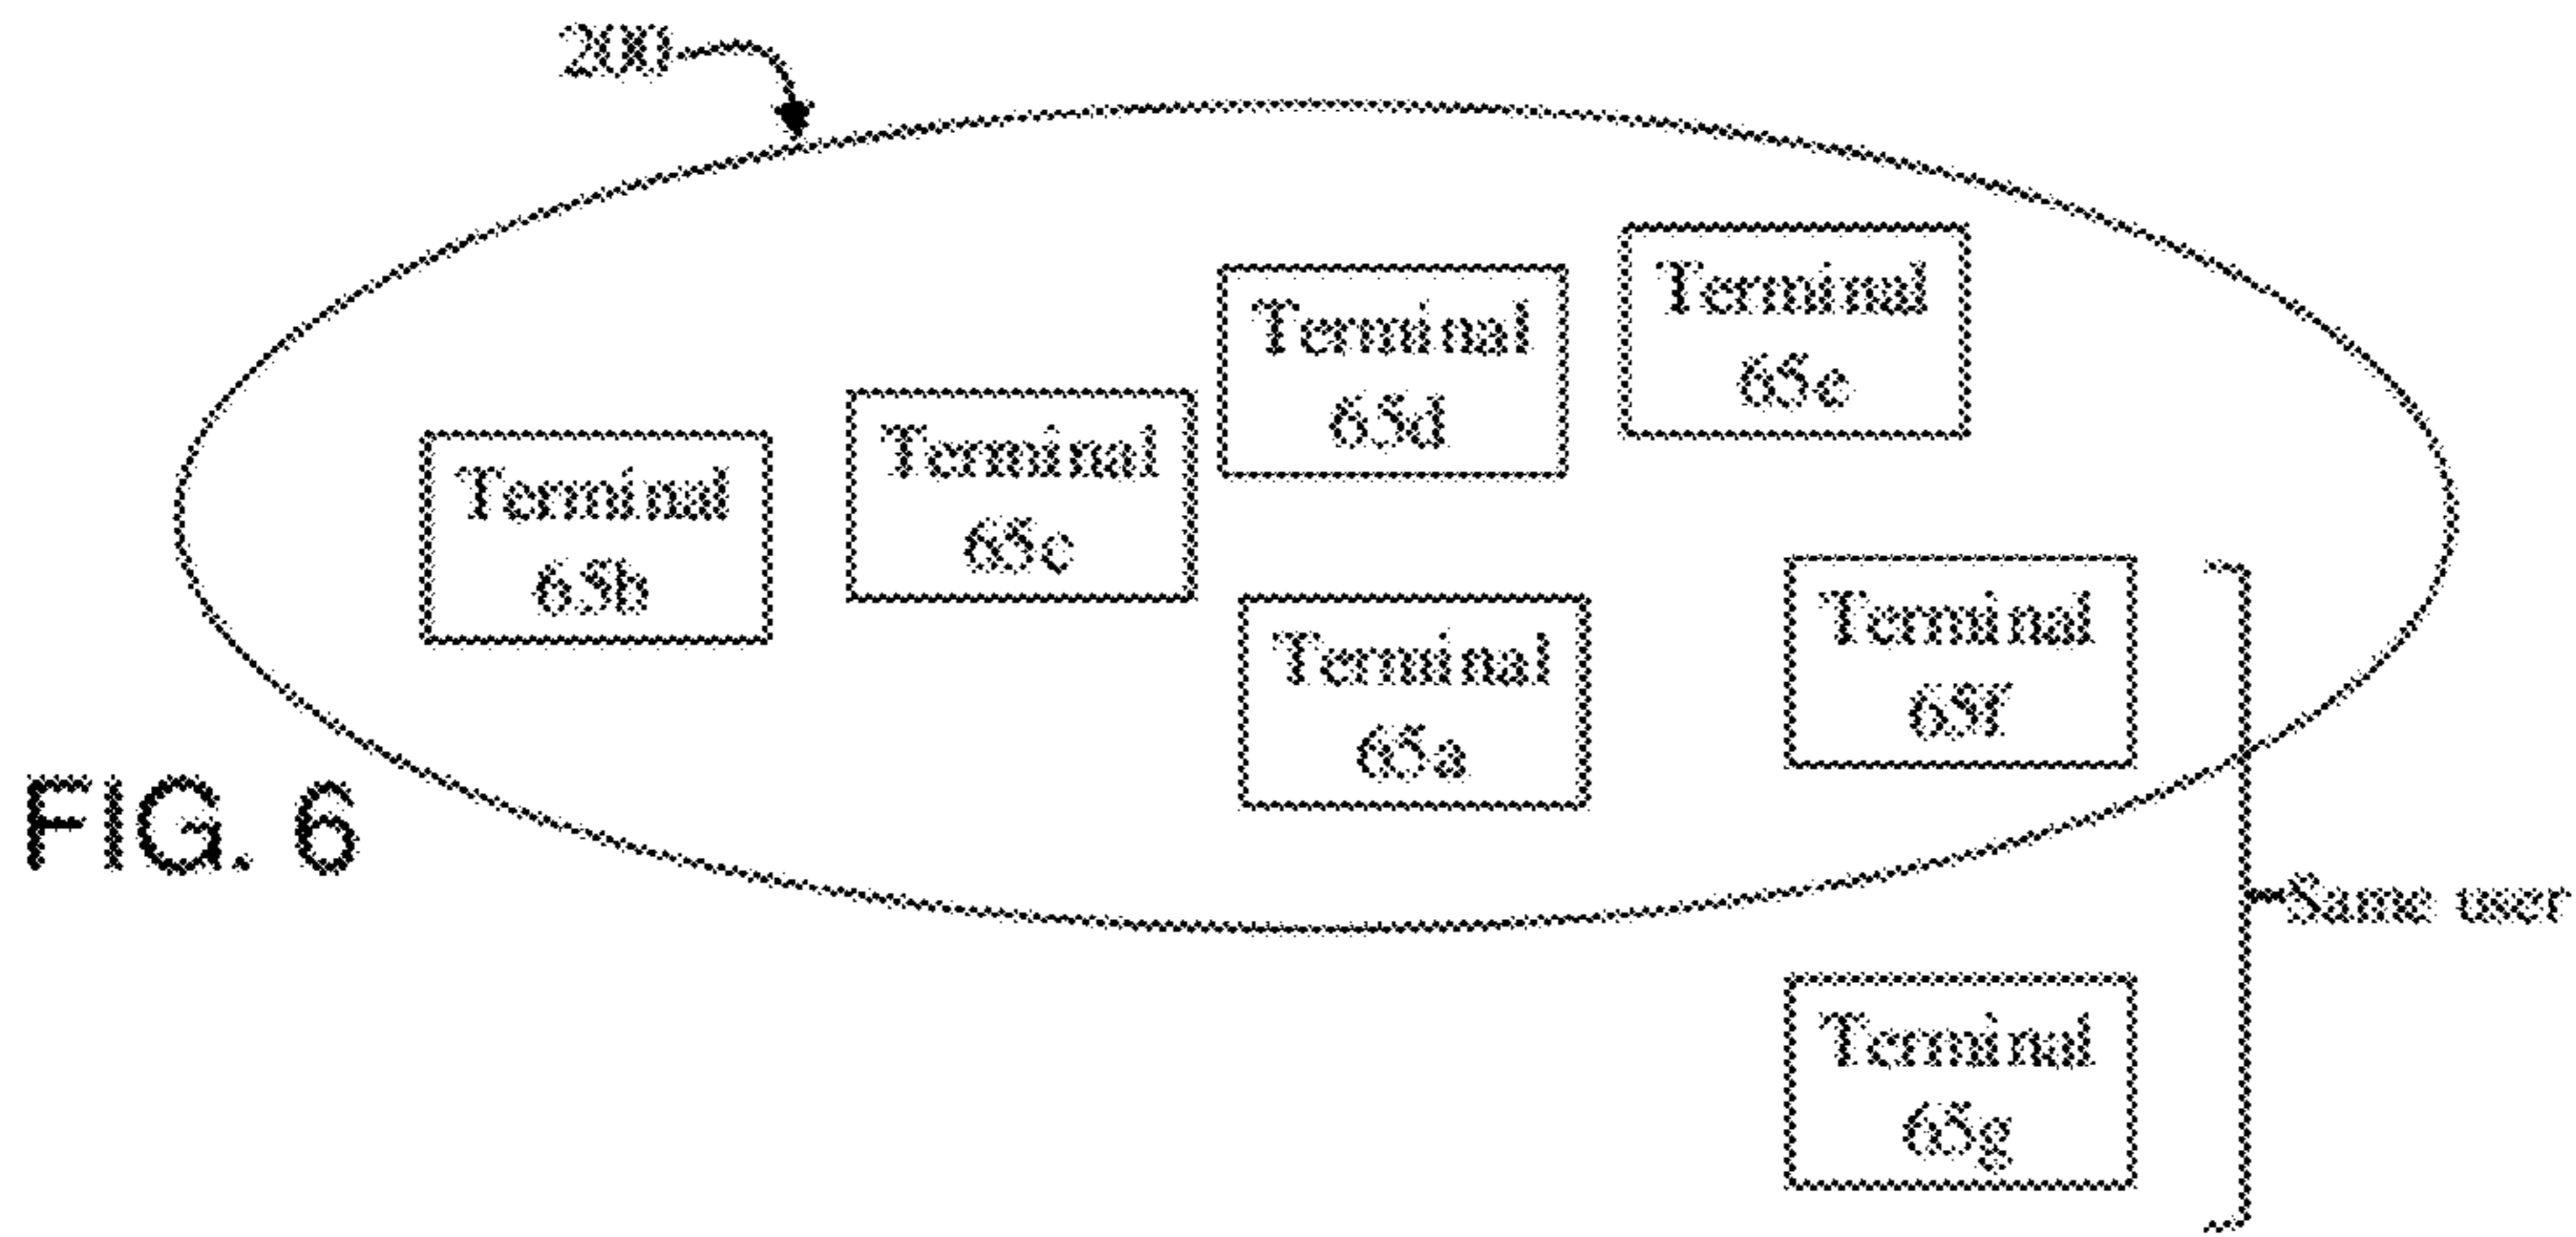 200
Terminal
65e
Terminal
65d
Terminal
65c
Terminal
65b
Terminal
65f
Terminal
65a
FIG. 6
Same user
Terminal
65g